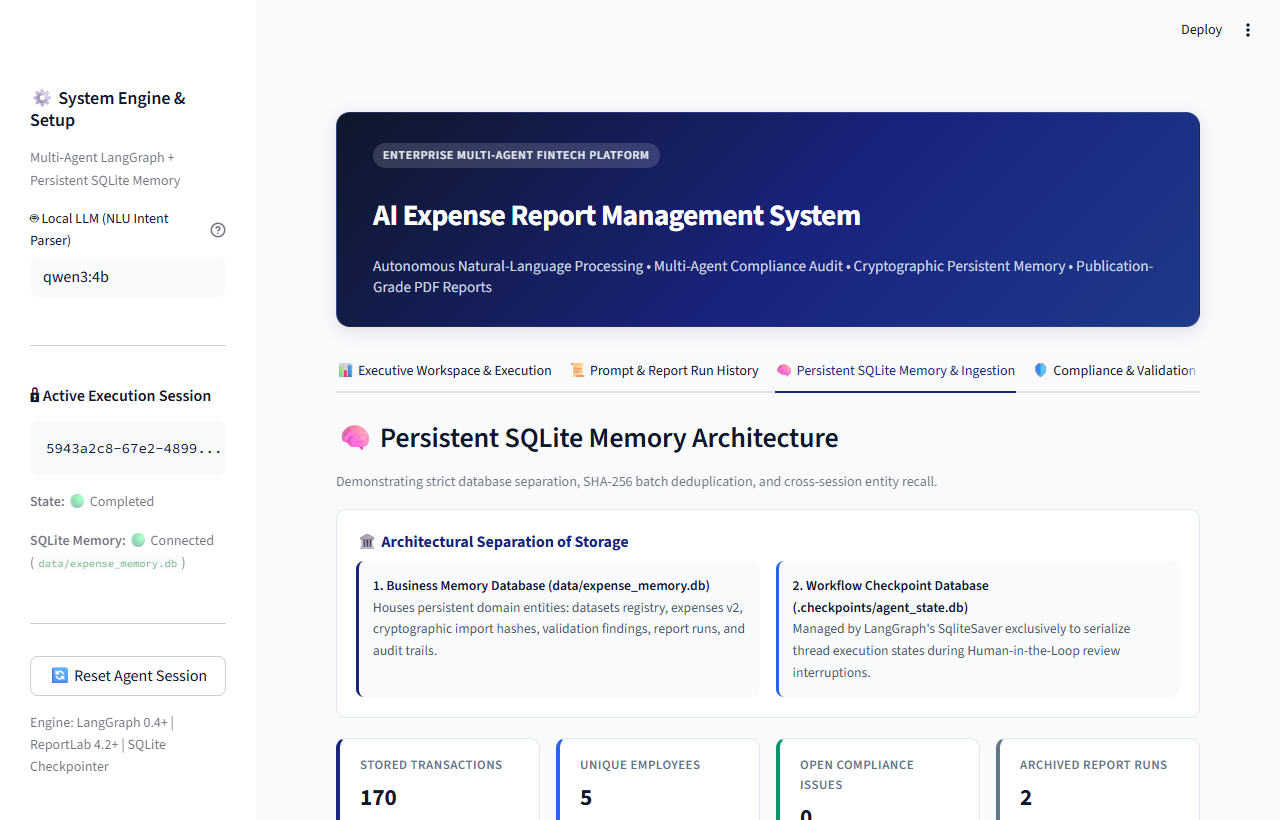 Deploy
System Engine &
Setup
Multi-Agent LangGraph +
Persistent SQLite Memory
Local LLM (NLU Intent
Parser)
qwen3:4b
Active Execution Session
5943a2c8-67e2-4899...
State: Completed
SQLite Memory: Connected
( data/expense_memory.db )
Reset Agent Session
Engine: LangGraph 0.4+ |
ReportLab 4.2+ | SQLite
Checkpointer
ENTERPRISE MULTI-AGENT FINTECH PLATFORM
AI Expense Report Management System
Autonomous Natural-Language Processing • Multi-Agent Compliance Audit • Cryptographic Persistent Memory • Publication-
Grade PDF Reports
Executive Workspace & Execution
Prompt & Report Run History
Persistent SQLite Memory & Ingestion
Compliance & Validation
Persistent SQLite Memory Architecture
Demonstrating strict database separation, SHA-256 batch deduplication, and cross-session entity recall.
Architectural Separation of Storage
1. Business Memory Database (data/expense_memory.db)
Houses persistent domain entities: datasets registry, expenses v2,
cryptographic import hashes, validation findings, report runs, and
audit trails.
2. Workflow Checkpoint Database
(.checkpoints/agent_state.db)
Managed by LangGraph's SqliteSaver exclusively to serialize
thread execution states during Human-in-the-Loop review
interruptions.
STORED TRANSACTIONS
170
UNIQUE EMPLOYEES
5
OPEN COMPLIANCE
ISSUES
0
ARCHIVED REPORT RUNS
2